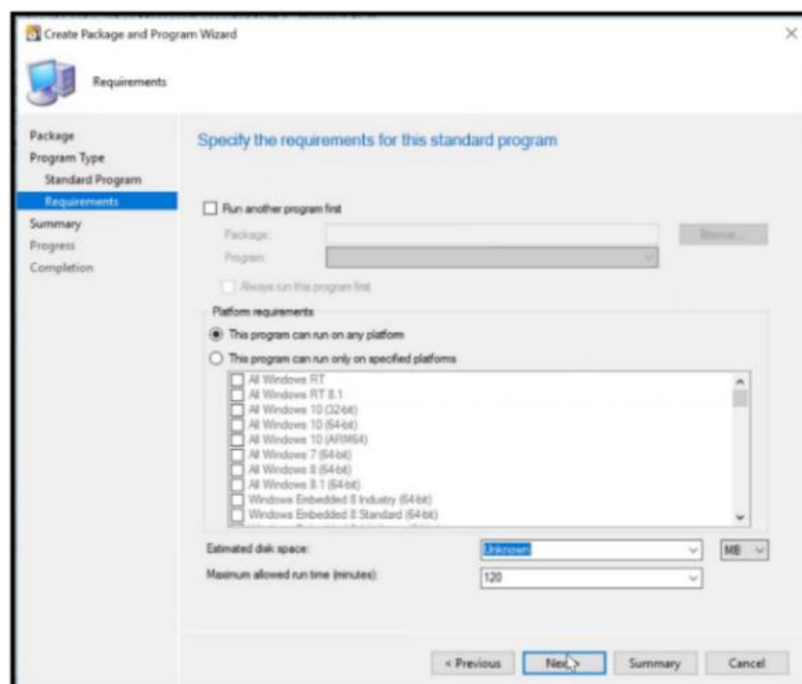 Create Package and Program Wizard
Requirements
Package
Program Type
Standard Program
Requirements
Summary
Progress
Completion
Specify the requirements for this standard program
Run another program first
Package:
Browse...
Program:
Always run this program first
Platform requirements
This program can run on any platform
This program can run only on specified platforms
All Windows RT
All Windows RT 8.1
All Windows 10 (32-bit)
All Windows 10 (64-bit)
All Windows 10 (ARM64)
All Windows 7 (64-bit)
All Windows 8 (64-bit)
All Windows 8.1 (64-bit)
Windows Embedded 8 Industry (64-bit)
Windows Embedded 8 Standard (64-bit)
Estimated disk space: Unknown MB
Maximum allowed run time (minutes): 120
< Previous Next > Summary Cancel